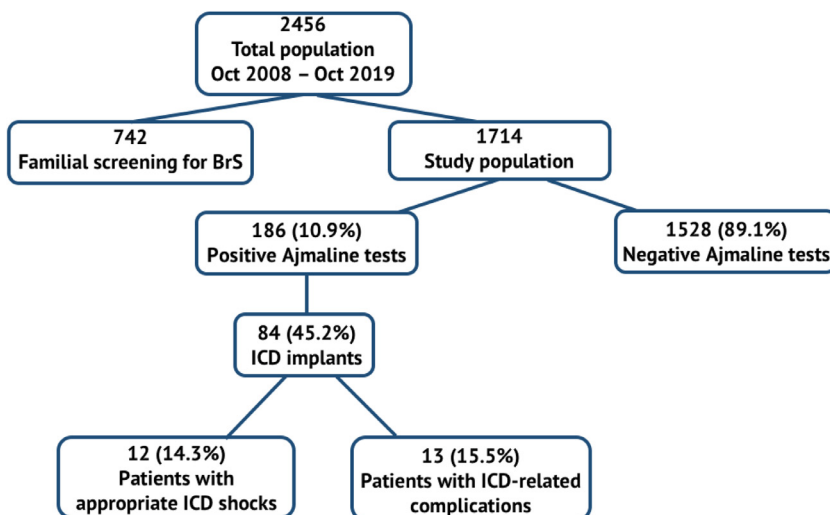 2456
Total population
Oct 2008 – Oct 2019
742
Familial screening for BrS
1714
Study population
186 (10.9%)
Positive Ajmaline tests
1528 (89.1%)
Negative Ajmaline tests
84 (45.2%)
ICD implants
12 (14.3%)
Patients with
appropriate ICD shocks
13 (15.5%)
Patients with ICD-related
complications